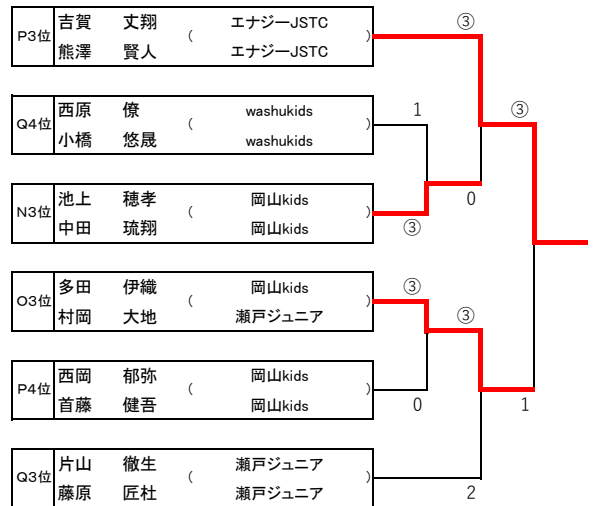 吉賀 丈翔 エナジーJSTC ③
P3位 ( )
熊澤 賢人 エナジーJSTC
西原 僚 washukids 1 ③
Q4位 ( )
小橋 悠晟 washukids
池上 穂孝 岡山kids 0
N3位 ( )
中田 琉翔 岡山kids ③
多田 伊織 岡山kids ③
O3位 ( )
村岡 大地 瀬戸ジュニア ③
西岡 郁弥 岡山kids
P4位 ( )
首藤 健吾 岡山kids 0 1
片山 徹生 瀬戸ジュニア
Q3位 ( )
藤原 匠杜 瀬戸ジュニア 2